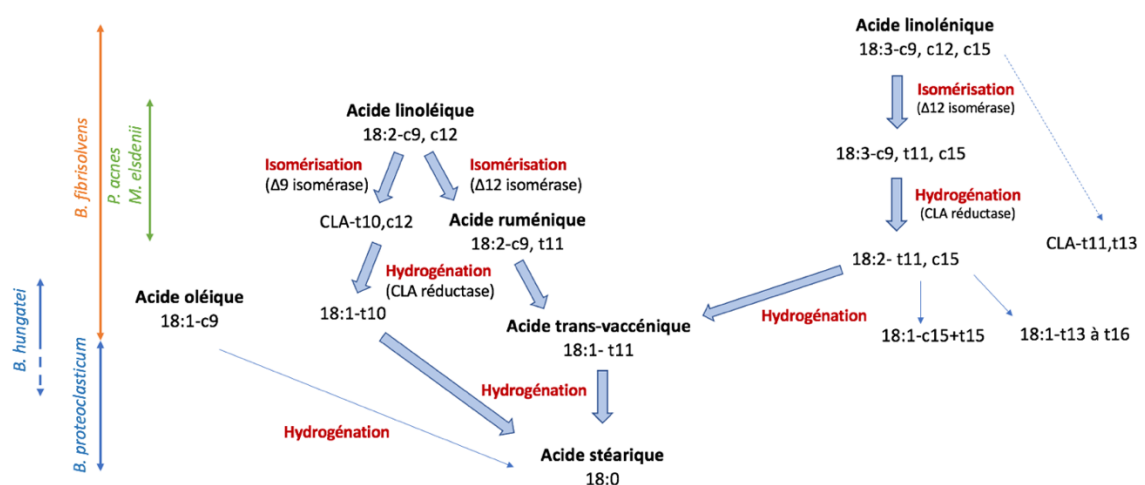 B. fibrisolvens
P. acnes
M. elsdenii
B. hungatei
B. proteoclasticum
Acide linoléique
18:2-c9, c12
Isomérisation
(Δ9 isomérase)
Isomérisation
(Δ12 isomérase)
CLA-t10,c12
Acide ruménique
18:2-c9, t11
Hydrogénation
(CLA réductase)
Acide oléique
18:1-c9
18:1-t10
Acide trans-vaccénique
18:1- t11
Hydrogénation
Hydrogénation
Acide stéarique
18:0
Acide linolénique
18:3-c9, c12, c15
Isomérisation
(Δ12 isomérase)
18:3-c9, t11, c15
Hydrogénation
(CLA réductase)
CLA-t11,t13
18:2- t11, c15
Hydrogénation
18:1-c15+t15
18:1-t13 à t16